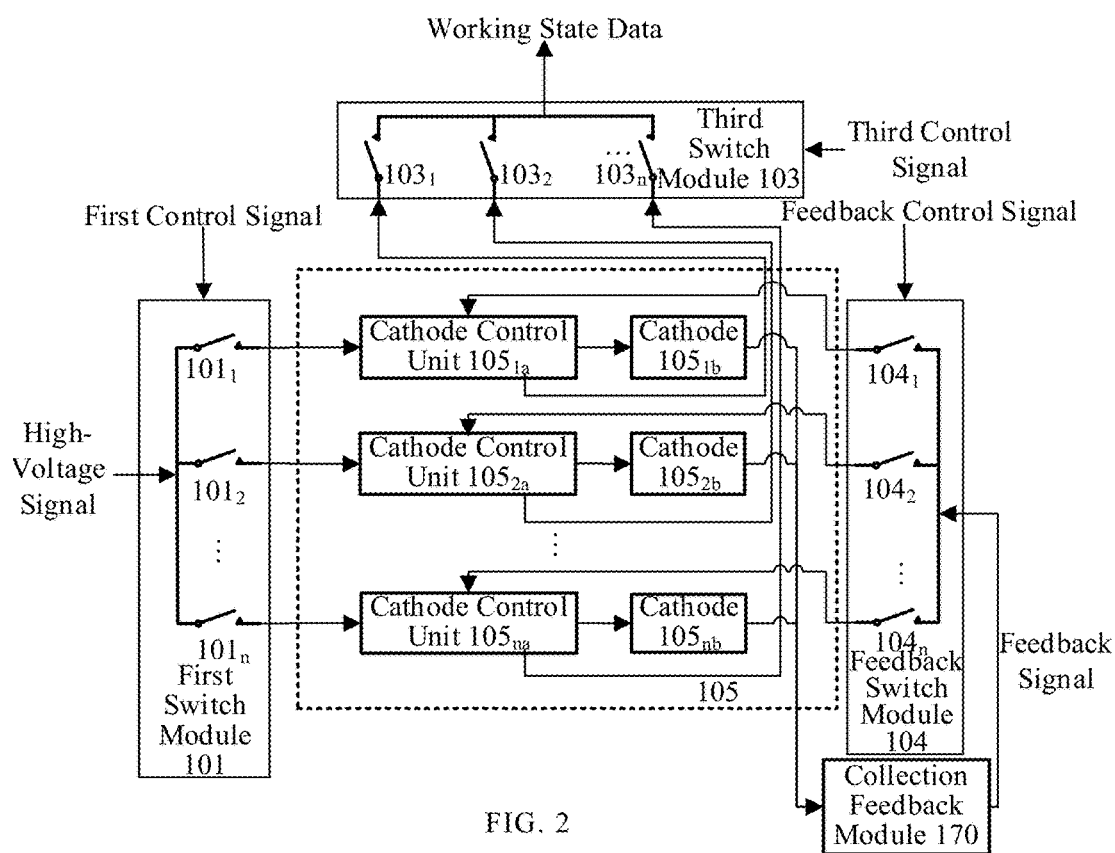 Working State Data
Third
Switch
Module 103
103₁
103₂
...
103ₙ
Third Control
Signal
First Control Signal
Feedback Control Signal
101₁
Cathode Control
Unit 105₁ₐ
Cathode
105₁b
104₁
High-
Voltage
Signal
101₂
Cathode Control
Unit 105₂ₐ
Cathode
105₂b
104₂
...
...
...
101ₙ
Cathode Control
Unit 105ₙₐ
Cathode
105ₙb
104ₙ
First
Switch
Module
101
105
Feedback
Switch
Module
104
Feedback
Signal
Collection
Feedback
Module 170
FIG. 2